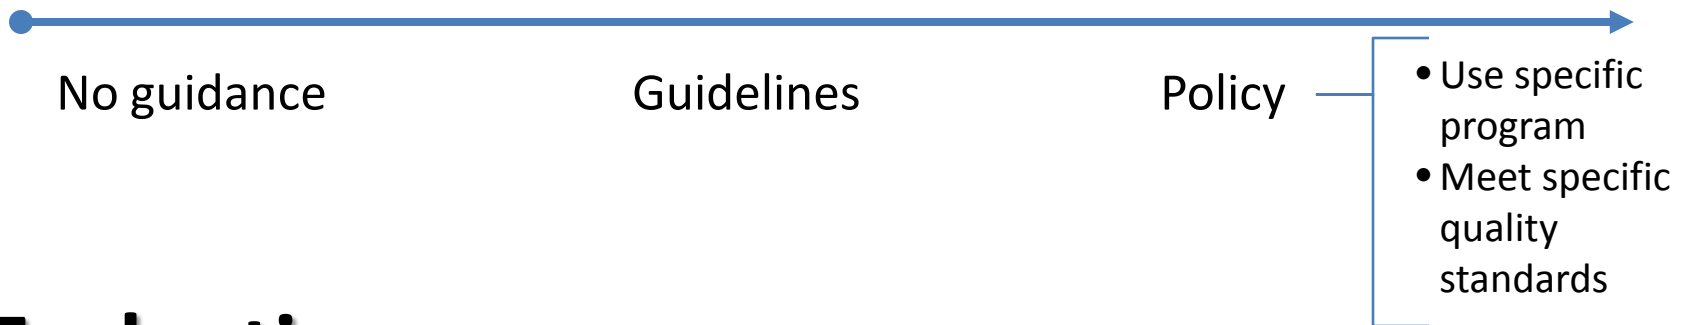 No guidance
Guidelines
Policy
• Use specific
program
• Meet specific
quality
standards